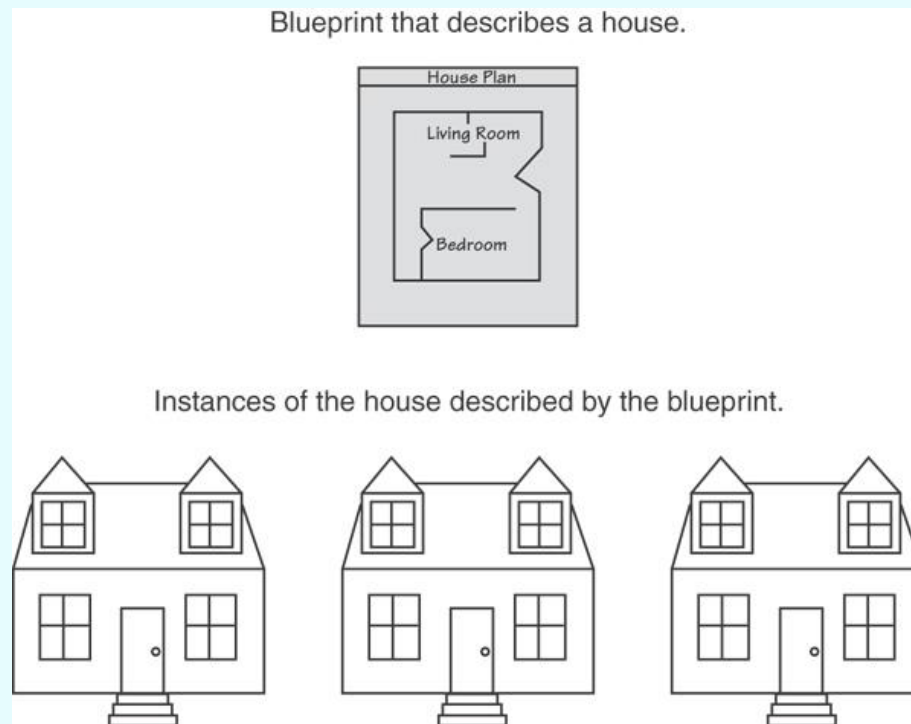 Blueprint that describes a house.
House Plan
Living Room
Bedroom
Instances of the house described by the blueprint.